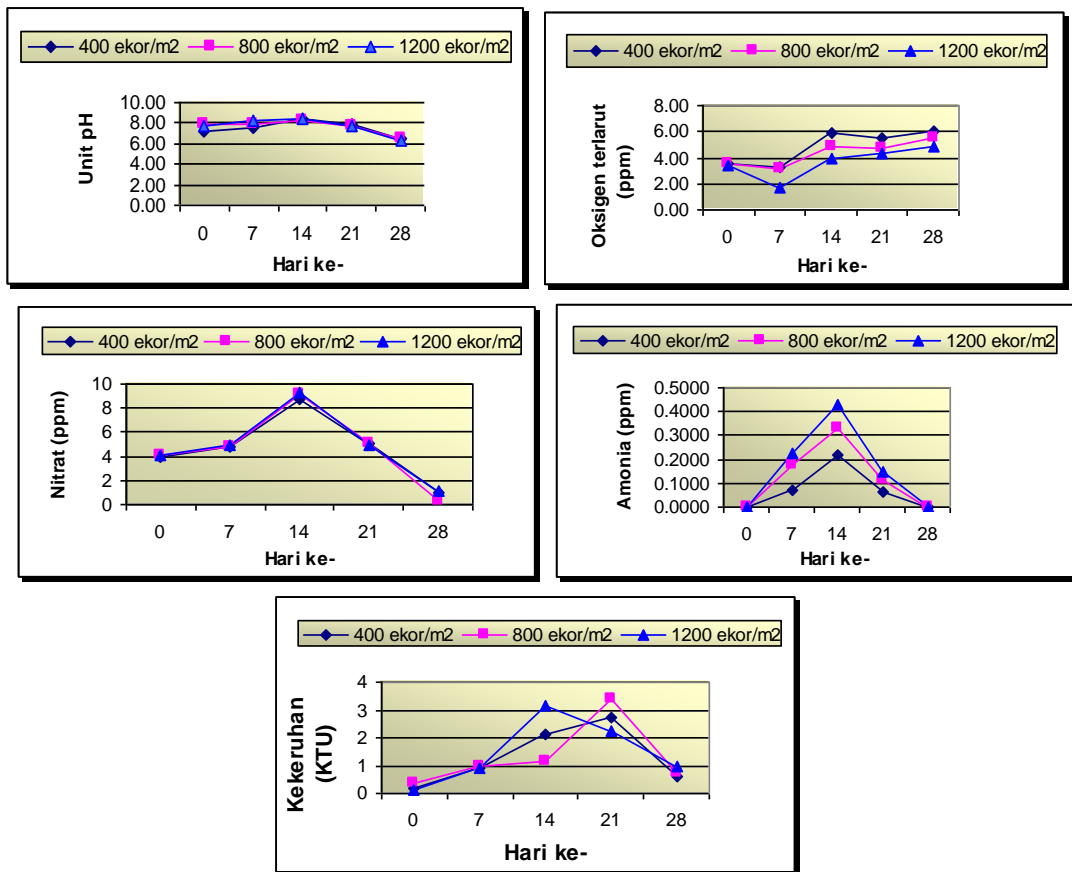 400 ekor/m2 800 ekor/m2 1200 ekor/m2
Unit pH
10.00
8.00
6.00
4.00
2.00
0.00
0 7 14 21 28
Hari ke-
400 ekor/m2 800 ekor/m2 1200 ekor/m2
Oksigen terlarut
(ppm)
8.00
6.00
4.00
2.00
0.00
0 7 14 21 28
Hari ke-
400 ekor/m2 800 ekor/m2 1200 ekor/m2
Nitrat (ppm)
10
8
6
4
2
0
0 7 14 21 28
Hari ke-
400 ekor/m2 800 ekor/m2 1200 ekor/m2
Amonia (ppm)
0.5000
0.4000
0.3000
0.2000
0.1000
0.0000
0 7 14 21 28
Hari ke-
400 ekor/m2 800 ekor/m2 1200 ekor/m2
Kekeruhan
(KTU)
4
3
2
1
0
0 7 14 21 28
Hari ke-